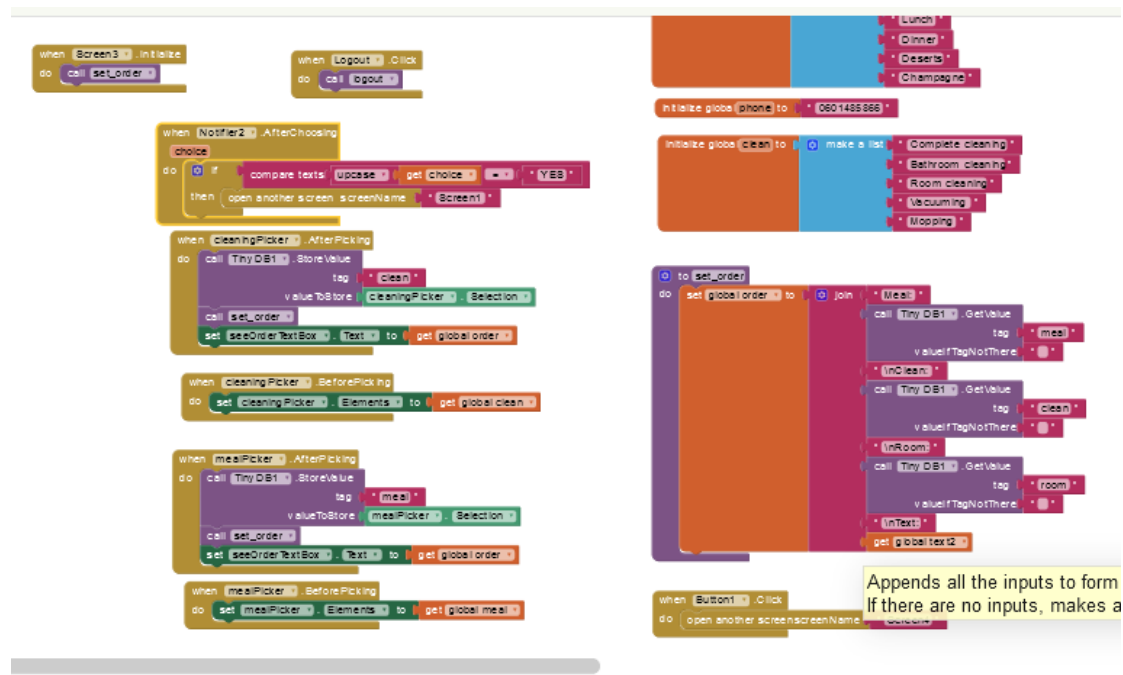 when Screen3 .Initialize
do call set_order
when Logout .Click
do call logout
when Notifier2 .AfterChoosing
choice
do if compare texts upcase get choice = " YES "
then open another screen screenName " Screen1 "
when cleaningPicker .AfterPicking
do call TinyDB1 .StoreValue
tag " clean "
valueToStore cleaningPicker . Selection
call set_order
set seeOrderTextBox . Text to get global order
when cleaningPicker .BeforePicking
do set cleaningPicker . Elements to get global clean
when mealPicker .AfterPicking
do call TinyDB1 .StoreValue
tag " meal "
valueToStore mealPicker . Selection
call set_order
set seeOrderTextBox . Text to get global order
when mealPicker .BeforePicking
do set mealPicker . Elements to get global meal
" Lunch "
" Dinner "
" Deserts "
" Champagne "
initialize global phone to " 0601485866 "
initialize global clean to make a list " Complete cleaning "
" Bathroom cleaning "
" Room cleaning "
" Vacuuming "
" Mopping "
to set_order
do set global order to join " Meal: "
call TinyDB1 .GetValue
tag " meal "
valueIfTagNotThere " "
" \nClean: "
call TinyDB1 .GetValue
tag " clean "
valueIfTagNotThere " "
" \nRoom: "
call TinyDB1 .GetValue
tag " room "
valueIfTagNotThere " "
" \nText: "
get global text2
Appends all the inputs to form
If there are no inputs, makes a
when Button1 .Click
do open another screen screenName